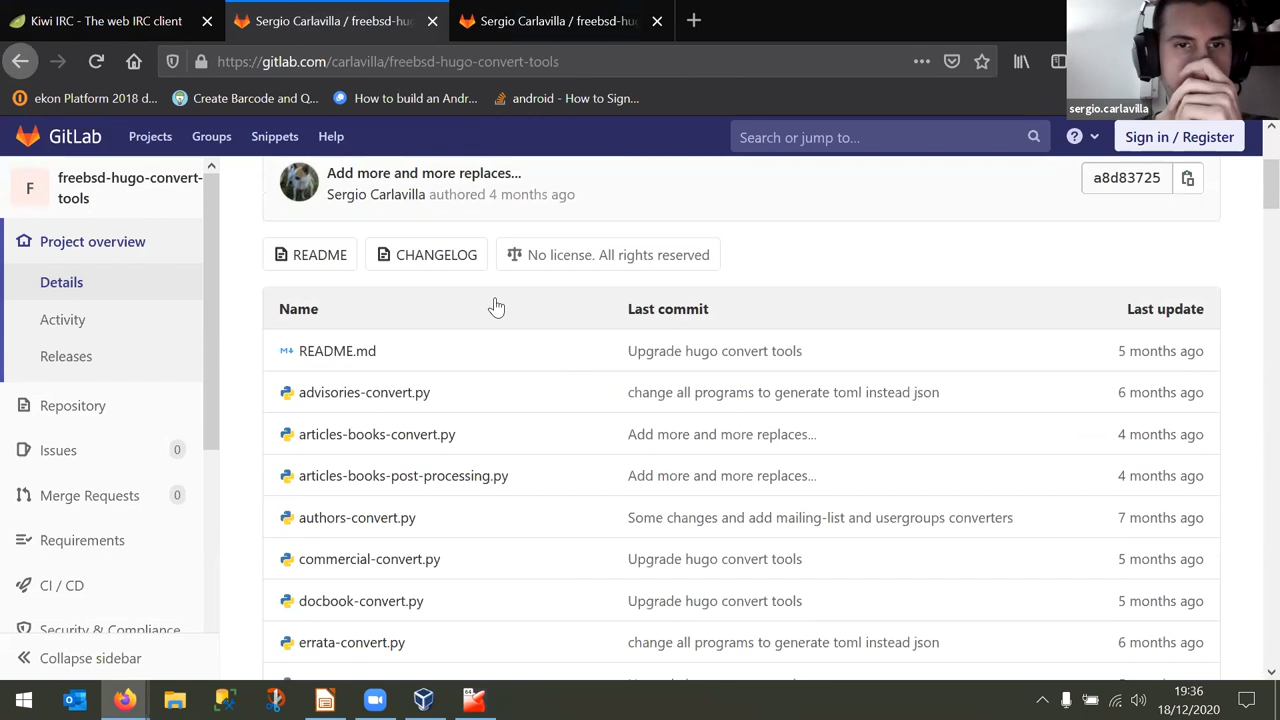 Kiwi IRC - The web IRC client
Sergio Carlavilla / freebsd-hu
Sergio Carlavilla / freebsd-hu
https://gitlab.com/carlavilla/freebsd-hugo-convert-tools
ekon Platform 2018 d...
Create Barcode and Q...
How to build an Andr...
android - How to Sign...
sergio.carlavilla
GitLab
Projects
Groups
Snippets
Help
Search or jump to...
Sign in / Register
F
freebsd-hugo-convert-
tools
Project overview
Details
Activity
Releases
Repository
Issues 0
Merge Requests 0
Requirements
CI / CD
Security & Compliance
Collapse sidebar
Add more and more replaces...
Sergio Carlavilla authored 4 months ago
a8d83725
README
CHANGELOG
No license. All rights reserved
Name Last commit Last update
README.md Upgrade hugo convert tools 5 months ago
advisories-convert.py change all programs to generate toml instead json 6 months ago
articles-books-convert.py Add more and more replaces... 4 months ago
articles-books-post-processing.py Add more and more replaces... 4 months ago
authors-convert.py Some changes and add mailing-list and usergroups converters 7 months ago
commercial-convert.py Upgrade hugo convert tools 5 months ago
docbook-convert.py Upgrade hugo convert tools 5 months ago
errata-convert.py change all programs to generate toml instead json 6 months ago
19:36
18/12/2020